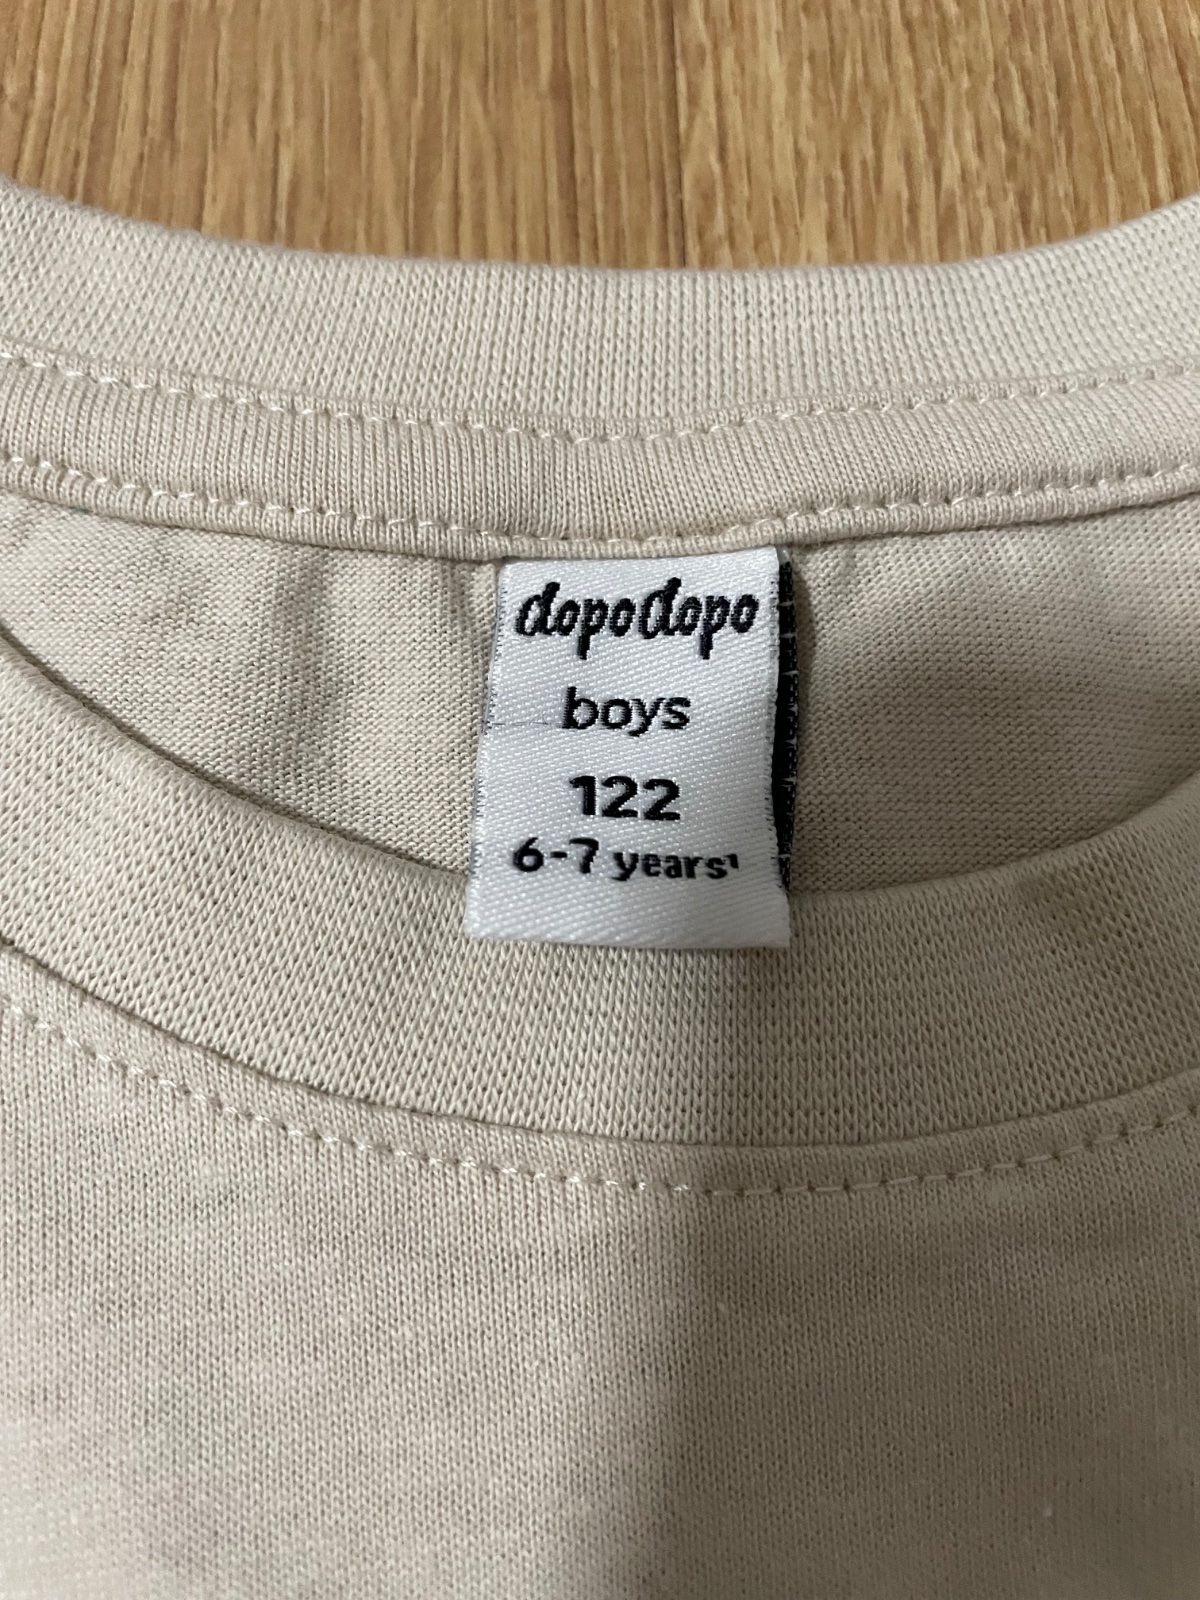 dopodopo
boys
122
6-7 years'